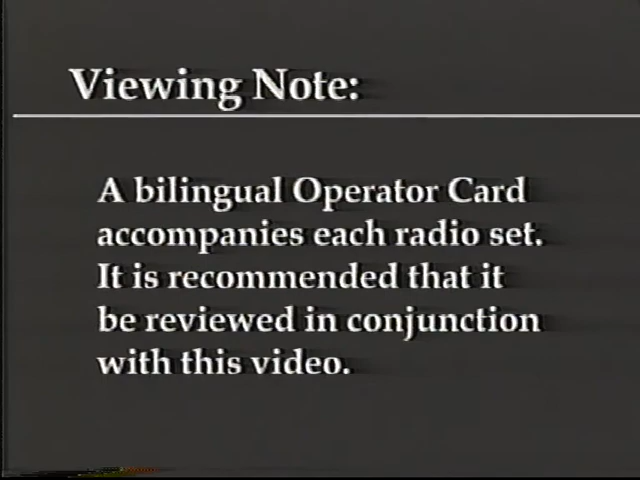 Viewing Note:
A bilingual Operator Card
accompanies each radio set.
It is recommended that it
be reviewed in conjunction
with this video.